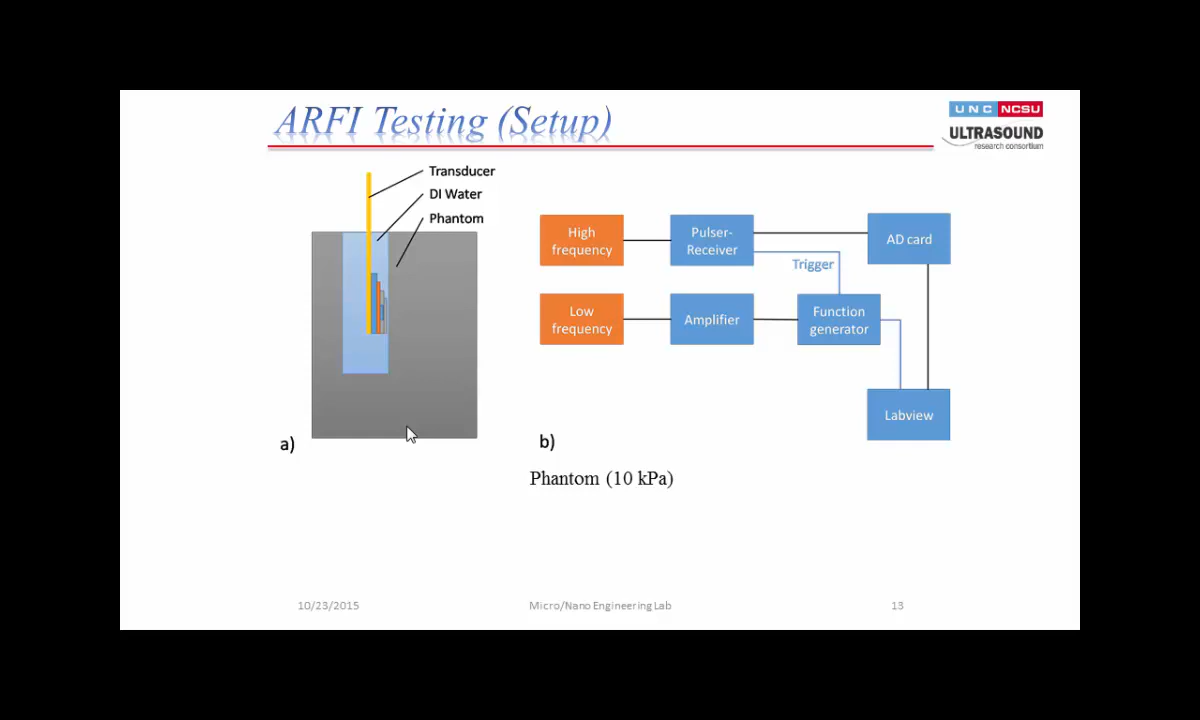 ARFI Testing (Setup)
UNC NCSU
ULTRASOUND
research consortium
Transducer
DI Water
Phantom
a)
High
frequency
Pulser-
Receiver
AD card
Trigger
Low
frequency
Amplifier
Function
generator
Labview
b)
Phantom (10 kPa)
10/23/2015
Micro/Nano Engineering Lab
13